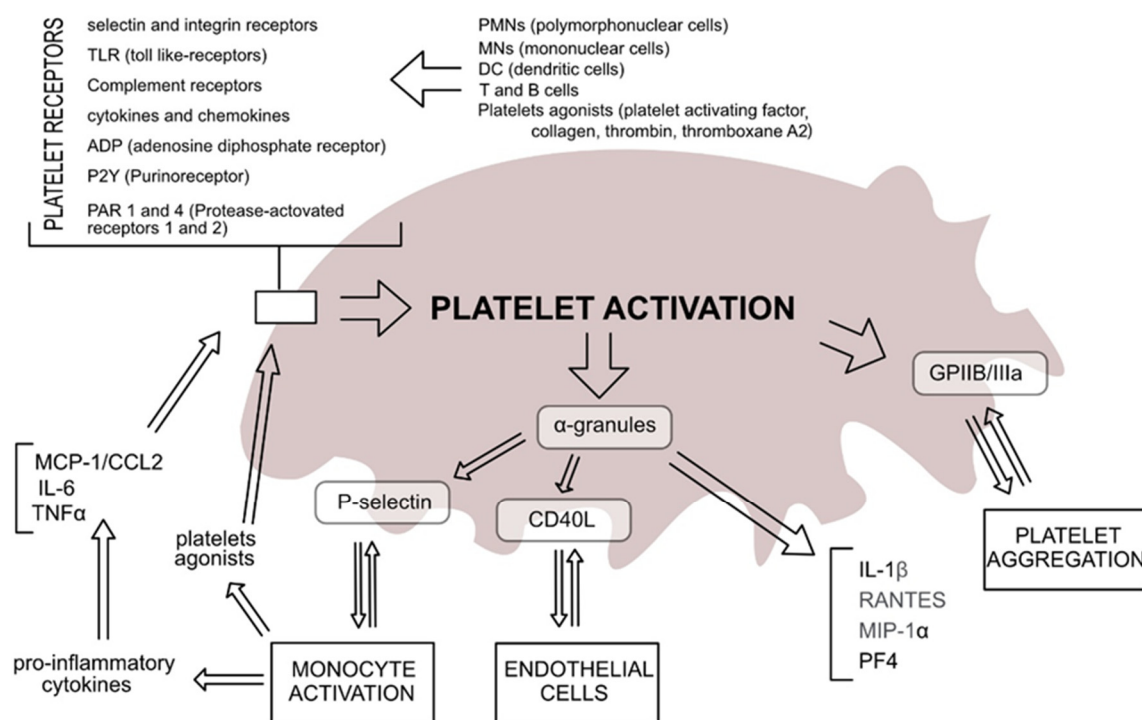 PLATELET RECEPTORS
selectin and integrin receptors
TLR (toll like-receptors)
Complement receptors
cytokines and chemokines
ADP (adenosine diphosphate receptor)
P2Y (Purinoreceptor)
PAR 1 and 4 (Protease-actovated
receptors 1 and 2)
PMNs (polymorphonuclear cells)
MNs (mononuclear cells)
DC (dendritic cells)
T and B cells
Platelets agonists (platelet activating factor,
collagen, thrombin, thromboxane A2)
PLATELET ACTIVATION
GPIIB/IIIa
α-granules
MCP-1/CCL2
IL-6
TNFα
P-selectin
CD40L
platelets
agonists
PLATELET
AGGREGATION
IL-1β
RANTES
MIP-1α
PF4
pro-inflammatory
cytokines
MONOCYTE
ACTIVATION
ENDOTHELIAL
CELLS